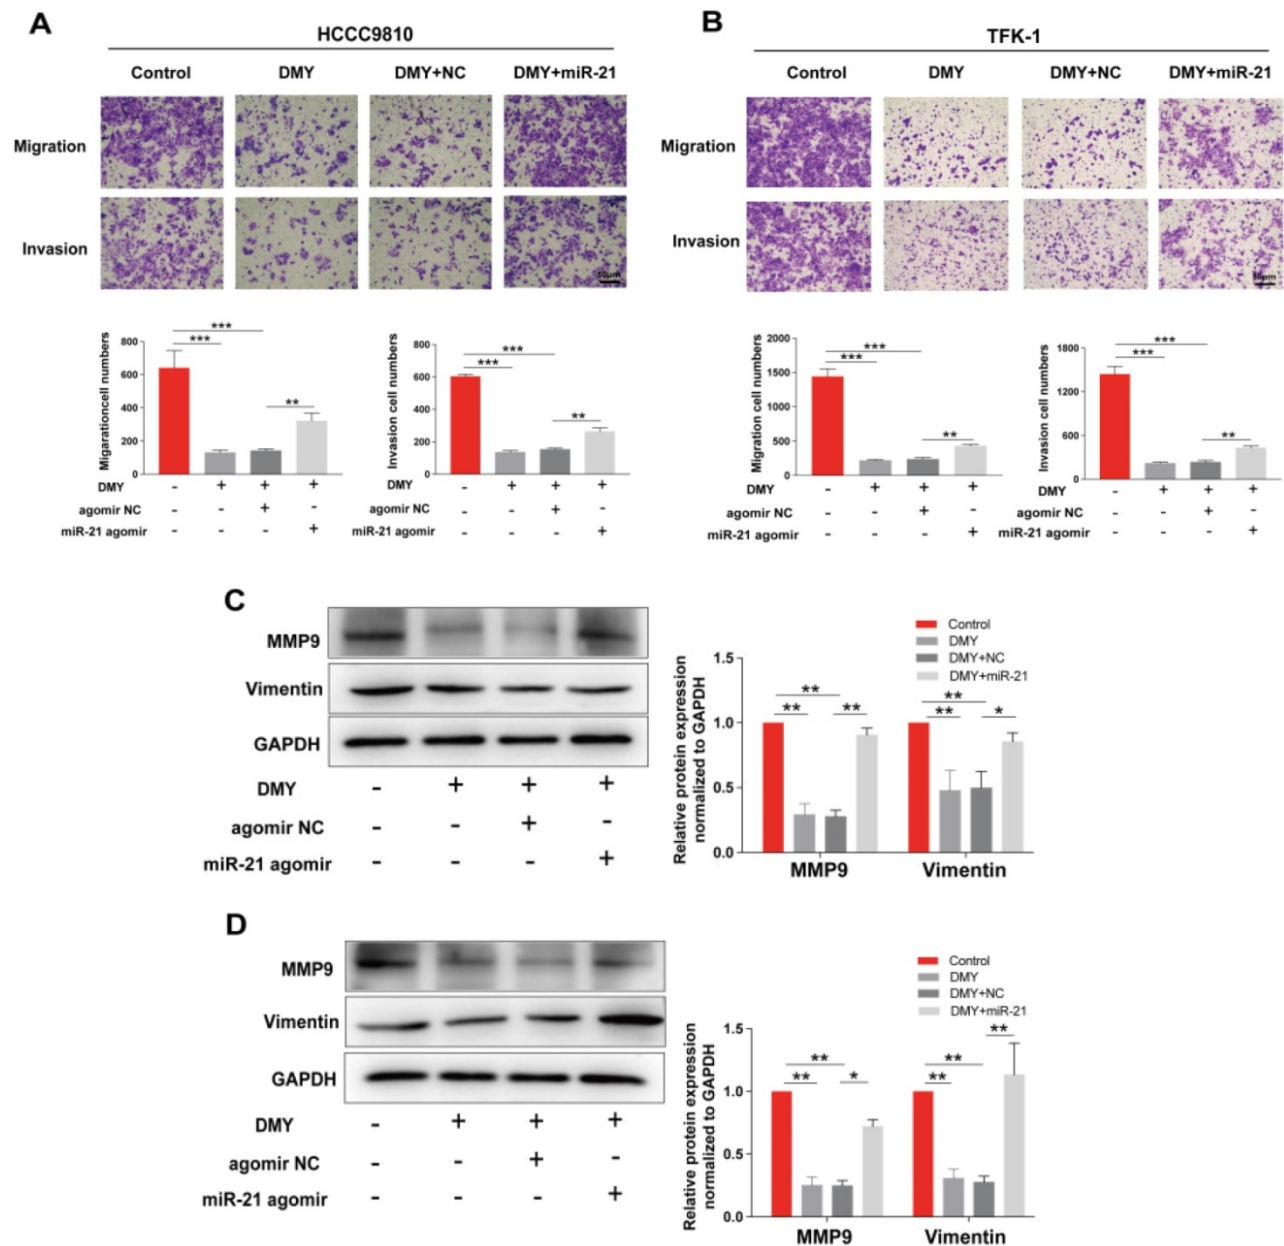 A
HCCC9810
Control DMY DMY+NC DMY+miR-21
Migration
Invasion
50μm
B
TFK-1
Control DMY DMY+NC DMY+miR-21
Migration
Invasion
50μm
Migarationcell numbers
800
600
400
200
0
***
***
**
DMY - + + +
agomir NC - - + -
miR-21 agomir - - - +
Invasion cell numbers
800
600
400
200
0
***
***
**
DMY - + + +
agomir NC - - + -
miR-21 agomir - - - +
Migration cell numbers
2000
1500
1000
500
0
***
***
**
DMY - + + +
agomir NC - - + -
miR-21 agomir - - - +
Invasion cell numbers
1800
1200
600
0
***
***
**
DMY - + + +
agomir NC - - + -
miR-21 agomir - - - +
C
MMP9
Vimentin
GAPDH
DMY - + + +
agomir NC - - + -
miR-21 agomir - - - +
Control
DMY
DMY+NC
DMY+miR-21
Relative protein expression
normalized to GAPDH
1.5
1.0
0.5
0.0
**
** **
**
** *
MMP9 Vimentin
D
MMP9
Vimentin
GAPDH
DMY - + + +
agomir NC - - + -
miR-21 agomir - - - +
Control
DMY
DMY+NC
DMY+miR-21
Relative protein expression
normalized to GAPDH
1.5
1.0
0.5
0.0
**
** *
**
**
**
MMP9 Vimentin